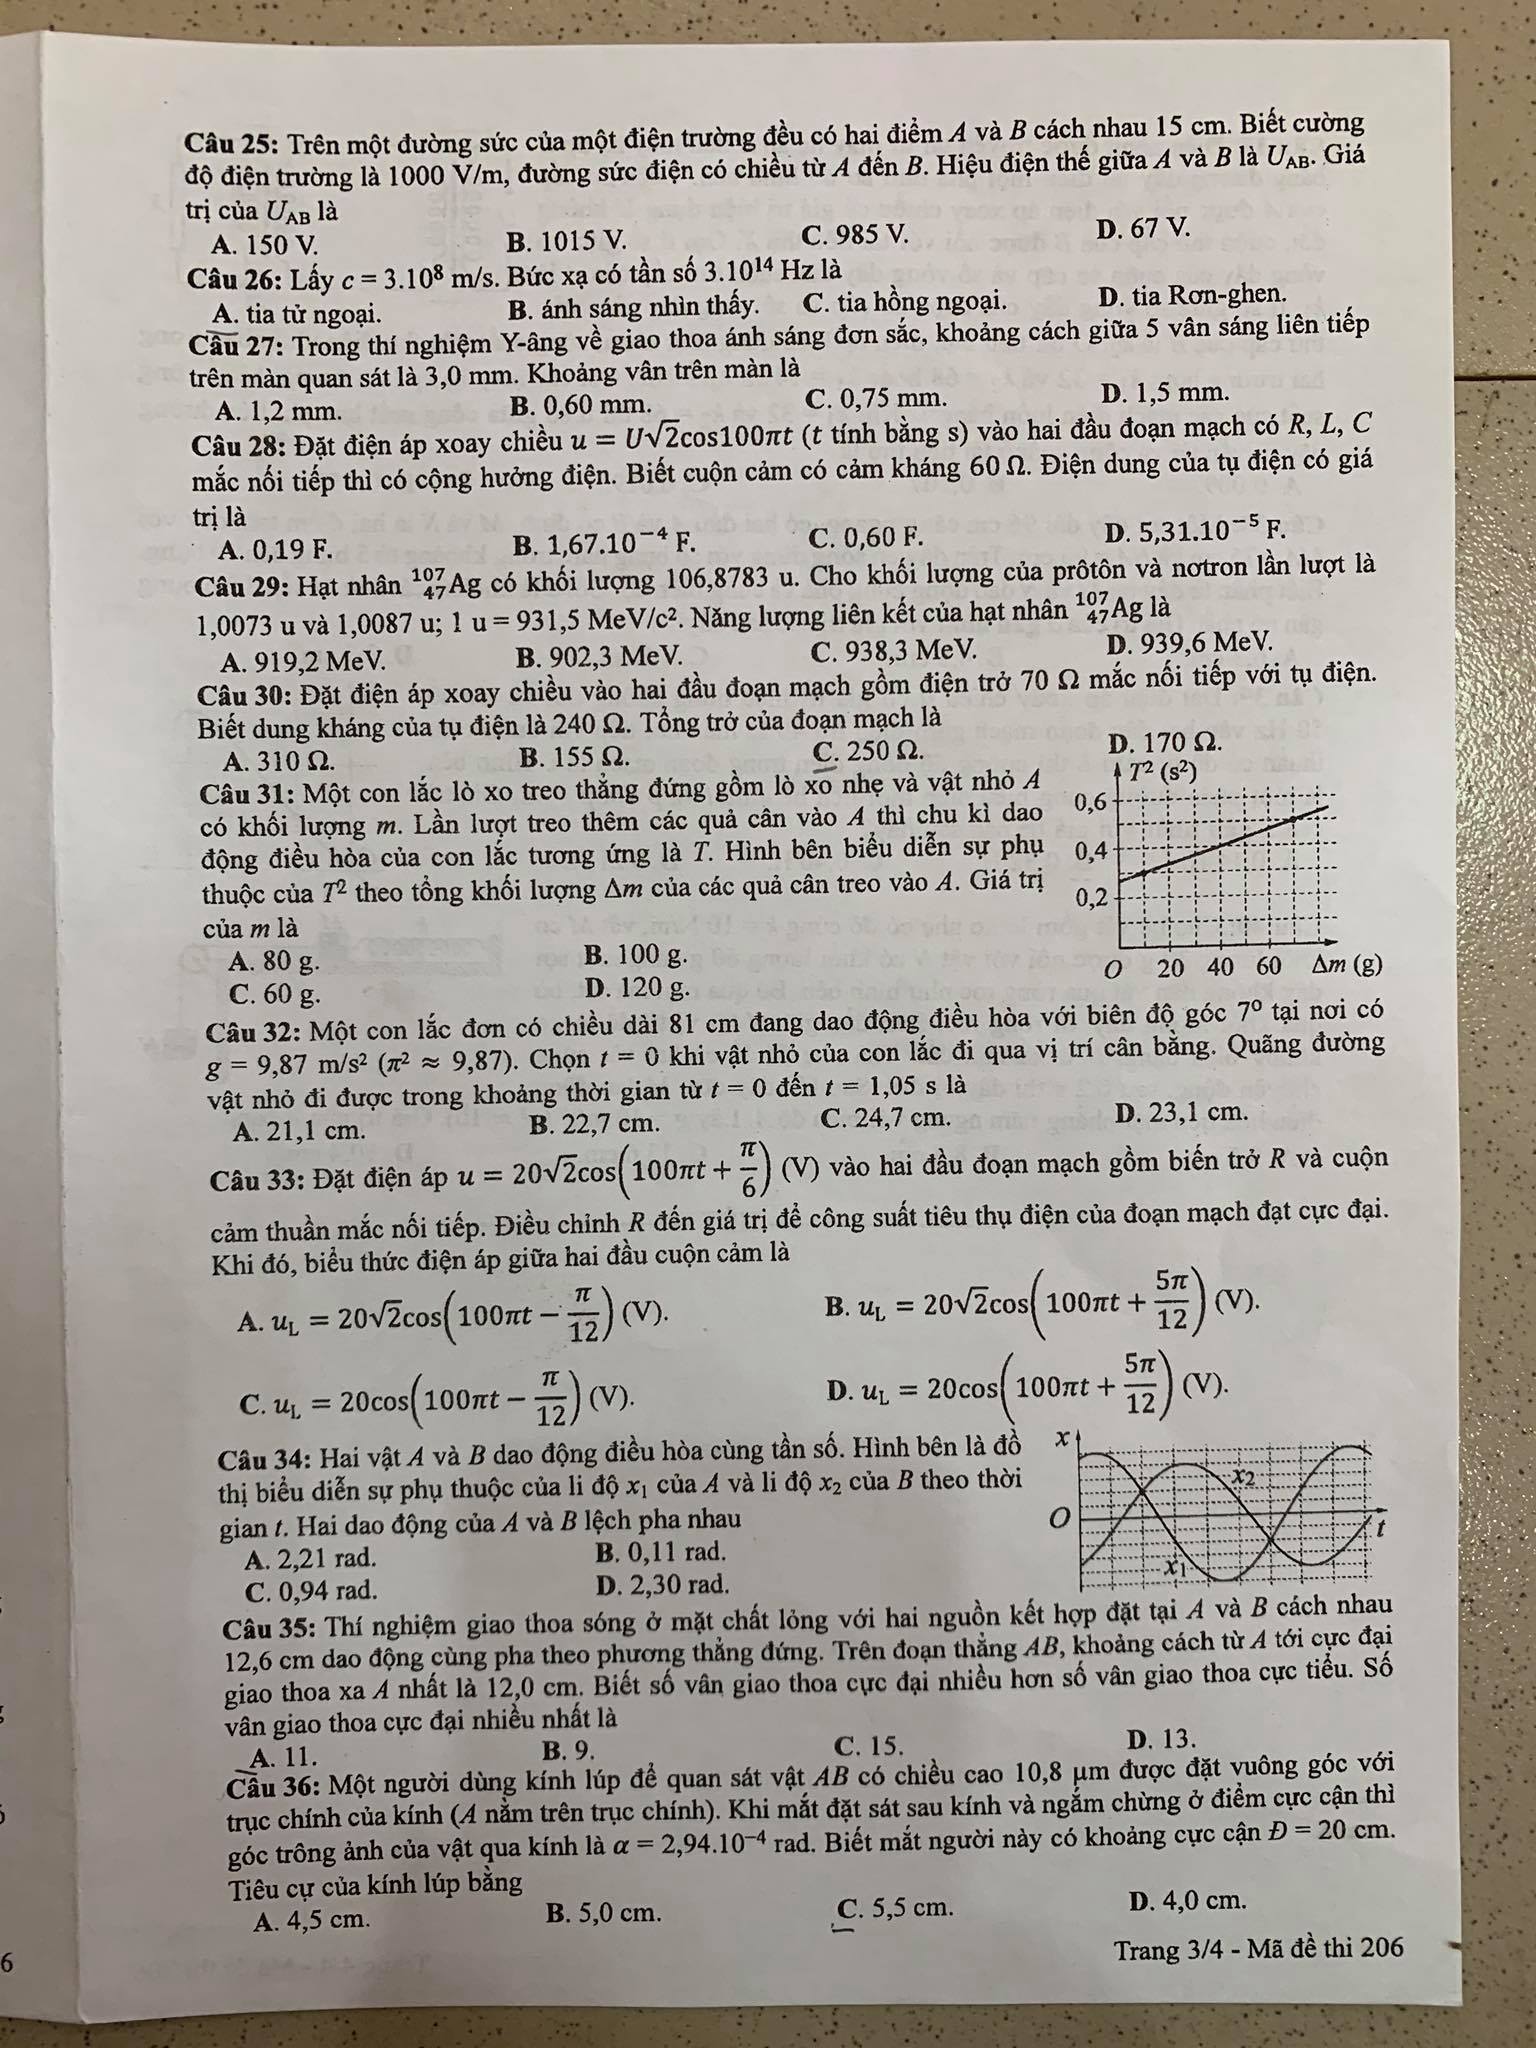 Câu 25: Trên một đường sức của một điện trường đều có hai điểm A và B cách nhau 15 cm. Biết cường
độ điện trường là 1000 V/m, đường sức điện có chiều từ A đến B. Hiệu điện thế giữa A và B là U_AB. Giá
trị của U_AB là
A. 150 V. B. 1015 V. C. 985 V. D. 67 V.
Câu 26: Lấy c = 3.10⁸ m/s. Bức xạ có tần số 3.10¹⁴ Hz là
A. tia tử ngoại. B. ánh sáng nhìn thấy. C. tia hồng ngoại. D. tia Rơn-ghen.
Câu 27: Trong thí nghiệm Y-âng về giao thoa ánh sáng đơn sắc, khoảng cách giữa 5 vân sáng liên tiếp
trên màn quan sát là 3,0 mm. Khoảng vân trên màn là
A. 1,2 mm. B. 0,60 mm. C. 0,75 mm. D. 1,5 mm.
Câu 28: Đặt điện áp xoay chiều u = U√2cos100πt (t tính bằng s) vào hai đầu đoạn mạch có R, L, C
mắc nối tiếp thì có cộng hưởng điện. Biết cuộn cảm có cảm kháng 60 Ω. Điện dung của tụ điện có giá
trị là
A. 0,19 F. B. 1,67.10⁻⁴ F. C. 0,60 F. D. 5,31.10⁻⁵ F.
Câu 29: Hạt nhân ¹⁰⁷₄₇Ag có khối lượng 106,8783 u. Cho khối lượng của prôtôn và nơtron lần lượt là
1,0073 u và 1,0087 u; 1 u = 931,5 MeV/c². Năng lượng liên kết của hạt nhân ¹⁰⁷₄₇Ag là
A. 919,2 MeV. B. 902,3 MeV. C. 938,3 MeV. D. 939,6 MeV.
Câu 30: Đặt điện áp xoay chiều vào hai đầu đoạn mạch gồm điện trở 70 Ω mắc nối tiếp với tụ điện.
Biết dung kháng của tụ điện là 240 Ω. Tổng trở của đoạn mạch là
A. 310 Ω. B. 155 Ω. C. 250 Ω. D. 170 Ω.
Câu 31: Một con lắc lò xo treo thẳng đứng gồm lò xo nhẹ và vật nhỏ A
có khối lượng m. Lần lượt treo thêm các quả cân vào A thì chu kì dao
động điều hòa của con lắc tương ứng là T. Hình bên biểu diễn sự phụ
thuộc của T² theo tổng khối lượng Δm của các quả cân treo vào A. Giá trị
của m là
A. 80 g. B. 100 g.
C. 60 g. D. 120 g.
T² (s²)
0,6
0,4
0,2
O 20 40 60 Δm (g)
Câu 32: Một con lắc đơn có chiều dài 81 cm đang dao động điều hòa với biên độ góc 7⁰ tại nơi có
g = 9,87 m/s² (π² ≈ 9,87). Chọn t = 0 khi vật nhỏ của con lắc đi qua vị trí cân bằng. Quãng đường
vật nhỏ đi được trong khoảng thời gian từ t = 0 đến t = 1,05 s là
A. 21,1 cm. B. 22,7 cm. C. 24,7 cm. D. 23,1 cm.
Câu 33: Đặt điện áp u = 20√2cos(100πt + π/6) (V) vào hai đầu đoạn mạch gồm biến trở R và cuộn
cảm thuần mắc nối tiếp. Điều chỉnh R đến giá trị để công suất tiêu thụ điện của đoạn mạch đạt cực đại.
Khi đó, biểu thức điện áp giữa hai đầu cuộn cảm là
A. u_L = 20√2cos(100πt − π/12) (V). B. u_L = 20√2cos(100πt + 5π/12) (V).
C. u_L = 20cos(100πt − π/12) (V). D. u_L = 20cos(100πt + 5π/12) (V).
Câu 34: Hai vật A và B dao động điều hòa cùng tần số. Hình bên là đồ
thị biểu diễn sự phụ thuộc của li độ x₁ của A và li độ x₂ của B theo thời
gian t. Hai dao động của A và B lệch pha nhau
A. 2,21 rad. B. 0,11 rad.
C. 0,94 rad. D. 2,30 rad.
x
x₂
O
t
x₁
Câu 35: Thí nghiệm giao thoa sóng ở mặt chất lỏng với hai nguồn kết hợp đặt tại A và B cách nhau
12,6 cm dao động cùng pha theo phương thẳng đứng. Trên đoạn thẳng AB, khoảng cách từ A tới cực đại
giao thoa xa A nhất là 12,0 cm. Biết số vân giao thoa cực đại nhiều hơn số vân giao thoa cực tiểu. Số
vân giao thoa cực đại nhiều nhất là
A. 11. B. 9. C. 15. D. 13.
Câu 36: Một người dùng kính lúp để quan sát vật AB có chiều cao 10,8 μm được đặt vuông góc với
trục chính của kính (A nằm trên trục chính). Khi mắt đặt sát sau kính và ngắm chừng ở điểm cực cận thì
góc trông ảnh của vật qua kính là α = 2,94.10⁻⁴ rad. Biết mắt người này có khoảng cực cận Đ = 20 cm.
Tiêu cự của kính lúp bằng
A. 4,5 cm. B. 5,0 cm. C. 5,5 cm. D. 4,0 cm.
Trang 3/4 - Mã đề thi 206
6